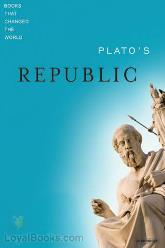 BOOKS
THAT
CHANGED
THE
WORLD
PLATO'S
REPUBLIC
LoyalBooks.com